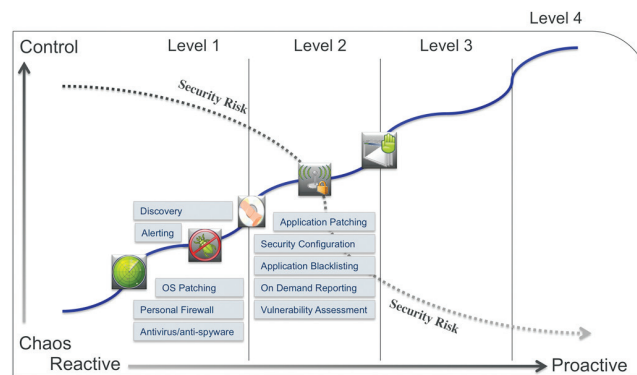 Level 4
Control
Level 1
Level 2
Level 3
Security Risk
Discovery
Alerting
Application Patching
Security Configuration
Application Blacklisting
OS Patching
On Demand Reporting
Personal Firewall
Vulnerability Assessment
Antivirus/anti-spyware
Security Risk
Chaos
Reactive
Proactive